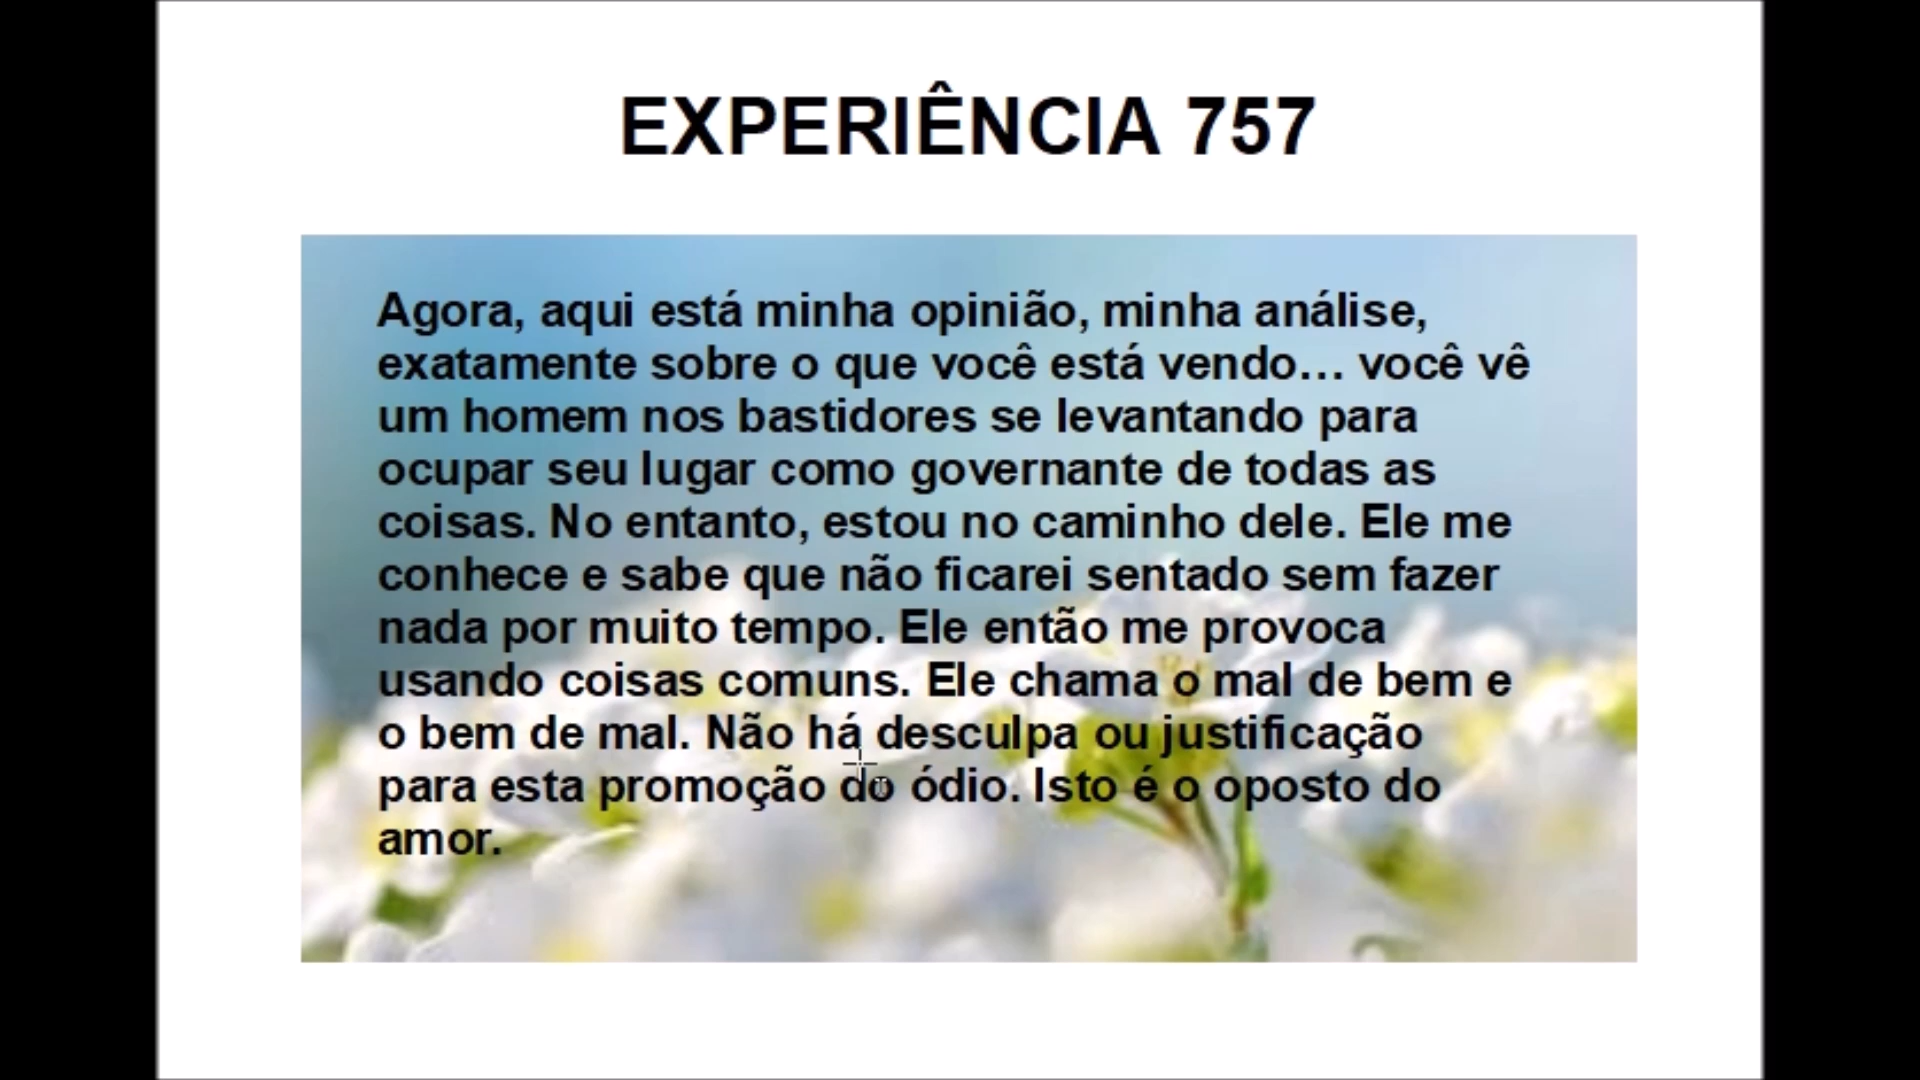 EXPERIÊNCIA 757
Agora, aqui está minha opinião, minha análise,
exatamente sobre o que você está vendo… você vê
um homem nos bastidores se levantando para
ocupar seu lugar como governante de todas as
coisas. No entanto, estou no caminho dele. Ele me
conhece e sabe que não ficarei sentado sem fazer
nada por muito tempo. Ele então me provoca
usando coisas comuns. Ele chama o mal de bem e
o bem de mal. Não há desculpa ou justificação
para esta promoção do ódio. Isto é o oposto do
amor.